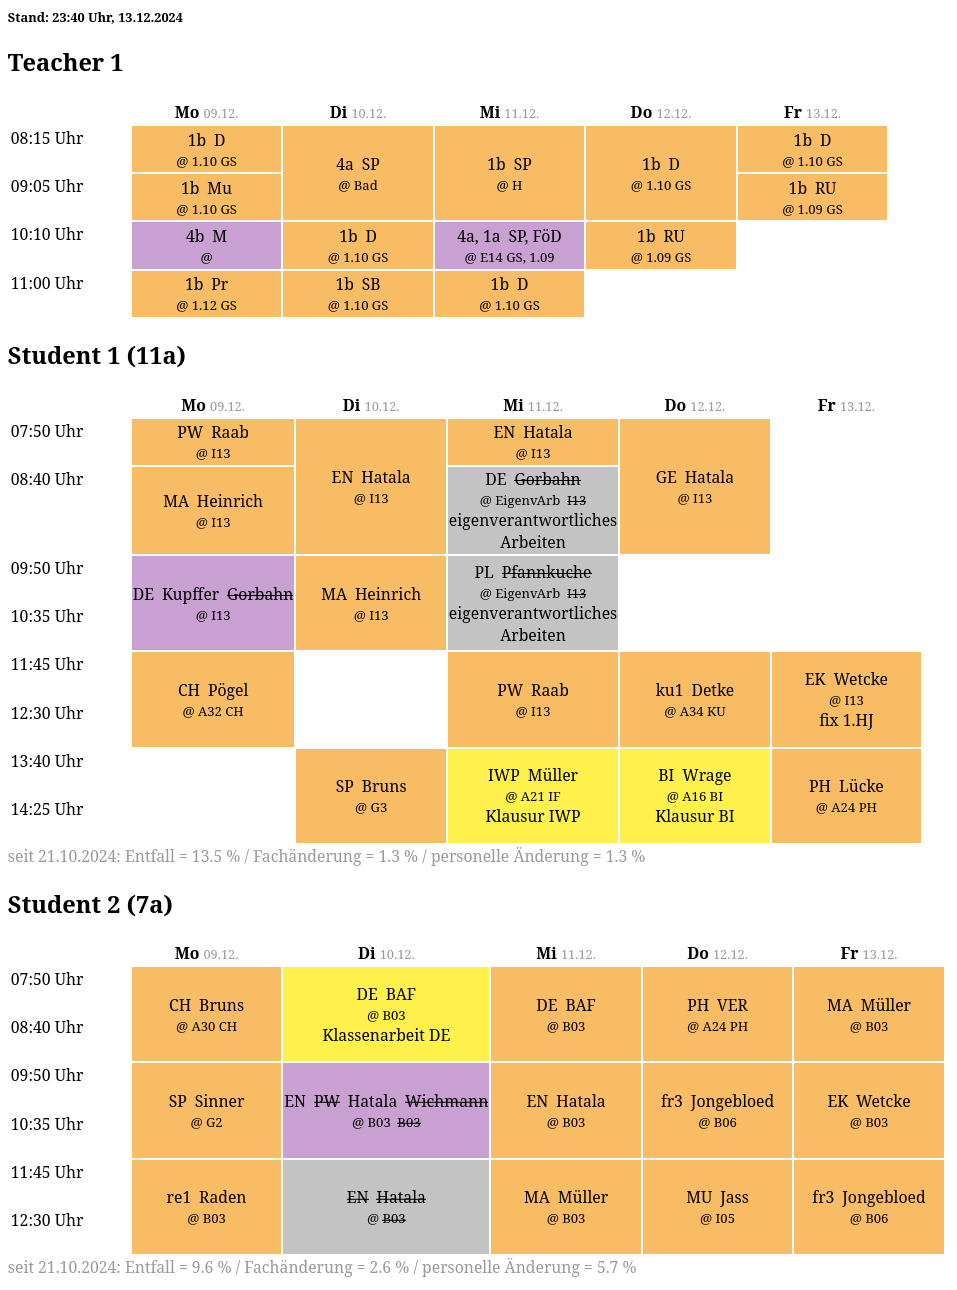 Stand: 23:40 Uhr, 13.12.2024
Teacher 1
Mo 09.12. Di 10.12. Mi 11.12. Do 12.12. Fr 13.12.
08:15 Uhr
09:05 Uhr
10:10 Uhr
11:00 Uhr
1b D
@ 1.10 GS
1b Mu
@ 1.10 GS
4b M
@
1b Pr
@ 1.12 GS
4a SP
@ Bad
1b D
@ 1.10 GS
1b SB
@ 1.10 GS
1b SP
@ H
4a, 1a SP, FöD
@ E14 GS, 1.09
1b D
@ 1.10 GS
1b D
@ 1.10 GS
1b RU
@ 1.09 GS
1b D
@ 1.10 GS
1b RU
@ 1.09 GS
Student 1 (11a)
Mo 09.12. Di 10.12. Mi 11.12. Do 12.12. Fr 13.12.
07:50 Uhr
08:40 Uhr
09:50 Uhr
10:35 Uhr
11:45 Uhr
12:30 Uhr
13:40 Uhr
14:25 Uhr
PW Raab
@ I13
MA Heinrich
@ I13
DE Kupffer Gorbahn
@ I13
CH Pögel
@ A32 CH
EN Hatala
@ I13
MA Heinrich
@ I13
SP Bruns
@ G3
EN Hatala
@ I13
DE Gorbahn
@ EigenvArb I13
eigenverantwortliches
Arbeiten
PL Pfannkuche
@ EigenvArb I13
eigenverantwortliches
Arbeiten
PW Raab
@ I13
IWP Müller
@ A21 IF
Klausur IWP
GE Hatala
@ I13
ku1 Detke
@ A34 KU
BI Wrage
@ A16 BI
Klausur BI
EK Wetcke
@ I13
fix 1.HJ
PH Lücke
@ A24 PH
seit 21.10.2024: Entfall = 13.5 % / Fachänderung = 1.3 % / personelle Änderung = 1.3 %
Student 2 (7a)
Mo 09.12. Di 10.12. Mi 11.12. Do 12.12. Fr 13.12.
07:50 Uhr
08:40 Uhr
09:50 Uhr
10:35 Uhr
11:45 Uhr
12:30 Uhr
CH Bruns
@ A30 CH
SP Sinner
@ G2
re1 Raden
@ B03
DE BAF
@ B03
Klassenarbeit DE
EN PW Hatala Wichmann
@ B03 B03
EN Hatala
@ B03
DE BAF
@ B03
EN Hatala
@ B03
MA Müller
@ B03
PH VER
@ A24 PH
fr3 Jongebloed
@ B06
MU Jass
@ I05
MA Müller
@ B03
EK Wetcke
@ B03
fr3 Jongebloed
@ B06
seit 21.10.2024: Entfall = 9.6 % / Fachänderung = 2.6 % / personelle Änderung = 5.7 %